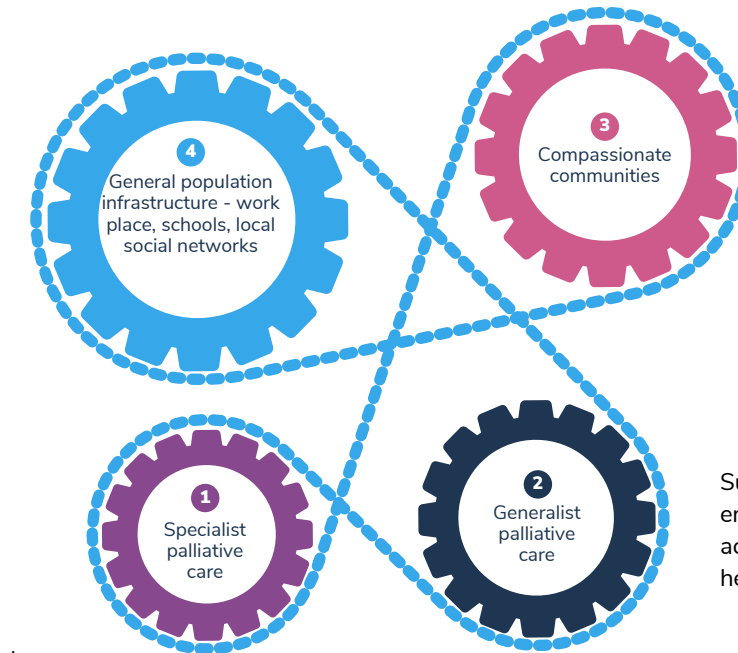 4
General population
infrastructure - work
place, schools, local
social networks
3
Compassionate
communities
1
Specialist
palliative
care
2
Generalist
palliative
care